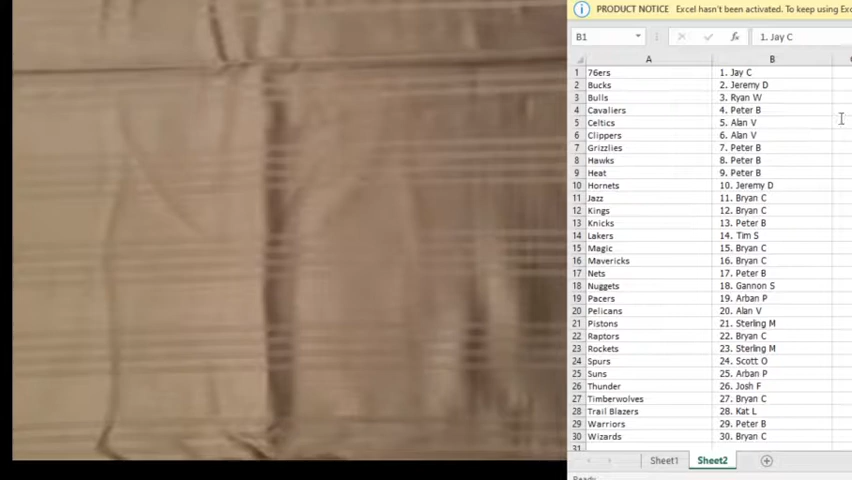 PRODUCT NOTICE Excel hasn't been activated. To keep using Exc
B1 fx 1. Jay C
A B
1 76ers 1. Jay C
2 Bucks 2. Jeremy D
3 Bulls 3. Ryan W
4 Cavaliers 4. Peter B
5 Celtics 5. Alan V
6 Clippers 6. Alan V
7 Grizzlies 7. Peter B
8 Hawks 8. Peter B
9 Heat 9. Peter B
10 Hornets 10. Jeremy D
11 Jazz 11. Bryan C
12 Kings 12. Bryan C
13 Knicks 13. Peter B
14 Lakers 14. Tim S
15 Magic 15. Bryan C
16 Mavericks 16. Bryan C
17 Nets 17. Peter B
18 Nuggets 18. Gannon S
19 Pacers 19. Arban P
20 Pelicans 20. Alan V
21 Pistons 21. Sterling M
22 Raptors 22. Bryan C
23 Rockets 23. Sterling M
24 Spurs 24. Scott O
25 Suns 25. Arban P
26 Thunder 26. Josh F
27 Timberwolves 27. Bryan C
28 Trail Blazers 28. Kat L
29 Warriors 29. Peter B
30 Wizards 30. Bryan C
31
Sheet1 Sheet2
Ready